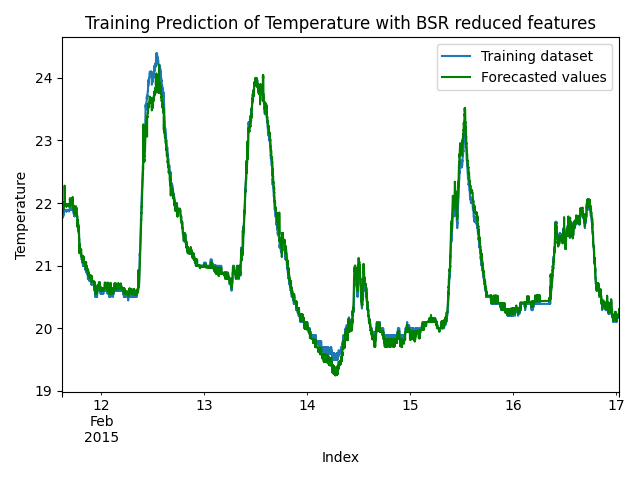 Training Prediction of Temperature with BSR reduced features
Training dataset
Forecasted values
Temperature
24
23
22
21
20
19
12
13
14
15
16
17
Feb
2015
Index